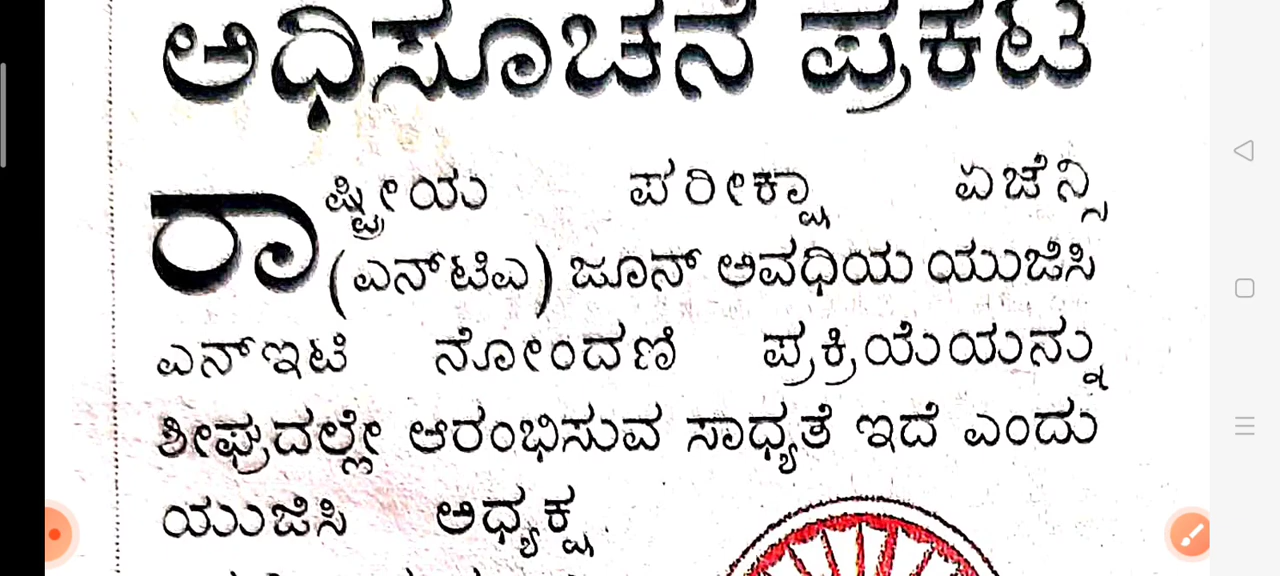 ಅಧಿಸೂಚನೆ ಪ್ರಕಟ
ರಾಷ್ಟ್ರೀಯ ಪರೀಕ್ಷಾ ಏಜೆನ್ಸಿ
(ಎನ್‌ಟಿಎ) ಜೂನ್ ಅವಧಿಯ ಯುಜಿಸಿ
ಎನ್‌ಇಟಿ ನೋಂದಣಿ ಪ್ರಕ್ರಿಯೆಯನ್ನು
ಶೀಘ್ರದಲ್ಲೇ ಆರಂಭಿಸುವ ಸಾಧ್ಯತೆ ಇದೆ ಎಂದು
ಯುಜಿಸಿ ಅಧ್ಯಕ್ಷ